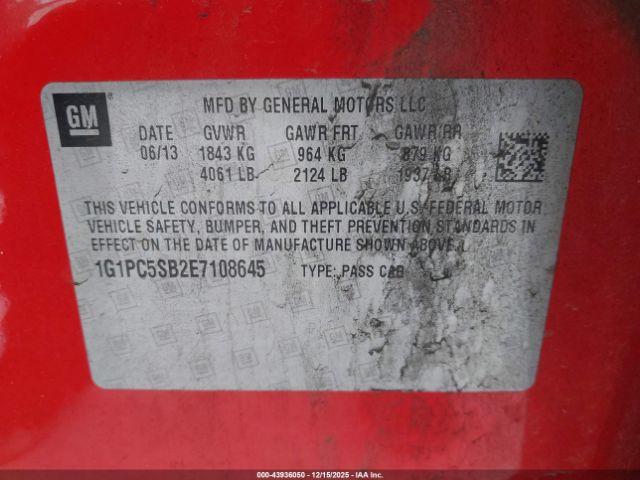 GM
MFD BY GENERAL MOTORS LLC
DATE GVWR GAWR FRT GAWR RR
06/13 1843 KG 964 KG 879 KG
4061 LB 2124 LB 1937 LB
THIS VEHICLE CONFORMS TO ALL APPLICABLE U.S. FEDERAL MOTOR
VEHICLE SAFETY, BUMPER, AND THEFT PREVENTION STANDARDS IN
EFFECT ON THE DATE OF MANUFACTURE SHOWN ABOVE.
1G1PC5SB2E7108645 TYPE: PASS CAR
000-43936050 - 12/15/2025 - IAAI.COM